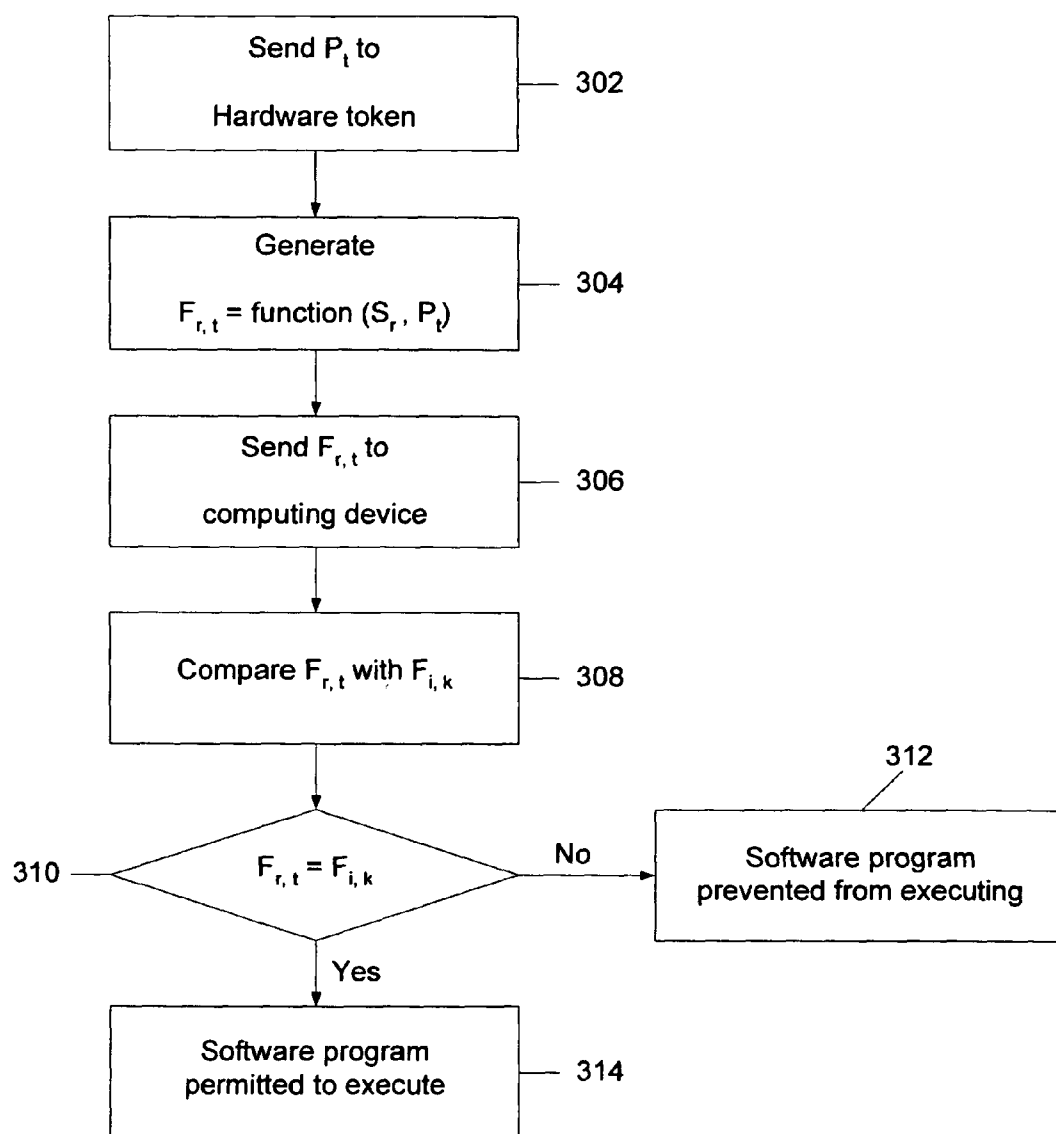 Send P_t to
Hardware token
302
Generate
F_r, t = function (S_r , P_t)
304
Send F_r, t to
computing device
306
Compare F_r, t with F_i, k
308
312
310
F_r, t = F_i, k
No
Software program
prevented from executing
Yes
Software program
permitted to execute
314